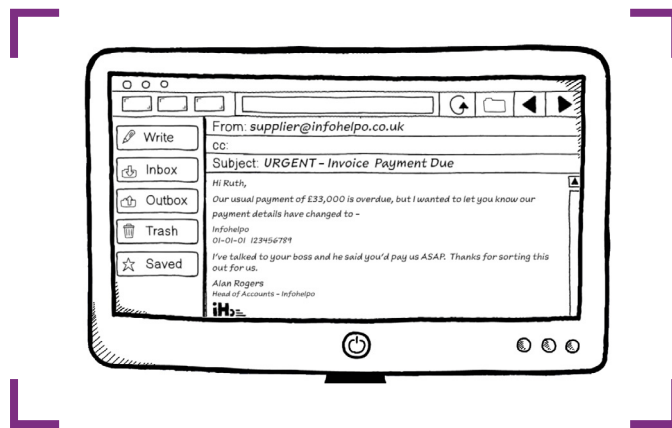 Write
Inbox
Outbox
Trash
Saved
From: supplier@infohelpo.co.uk
cc:
Subject: URGENT - Invoice Payment Due
Hi Ruth,
Our usual payment of £33,000 is overdue, but I wanted to let you know our
payment details have changed to -
Infohelpo
01-01-01 123456789
I've talked to your boss and he said you'd pay us ASAP. Thanks for sorting this
out for us.
Alan Rogers
Head of Accounts - Infohelpo
iH